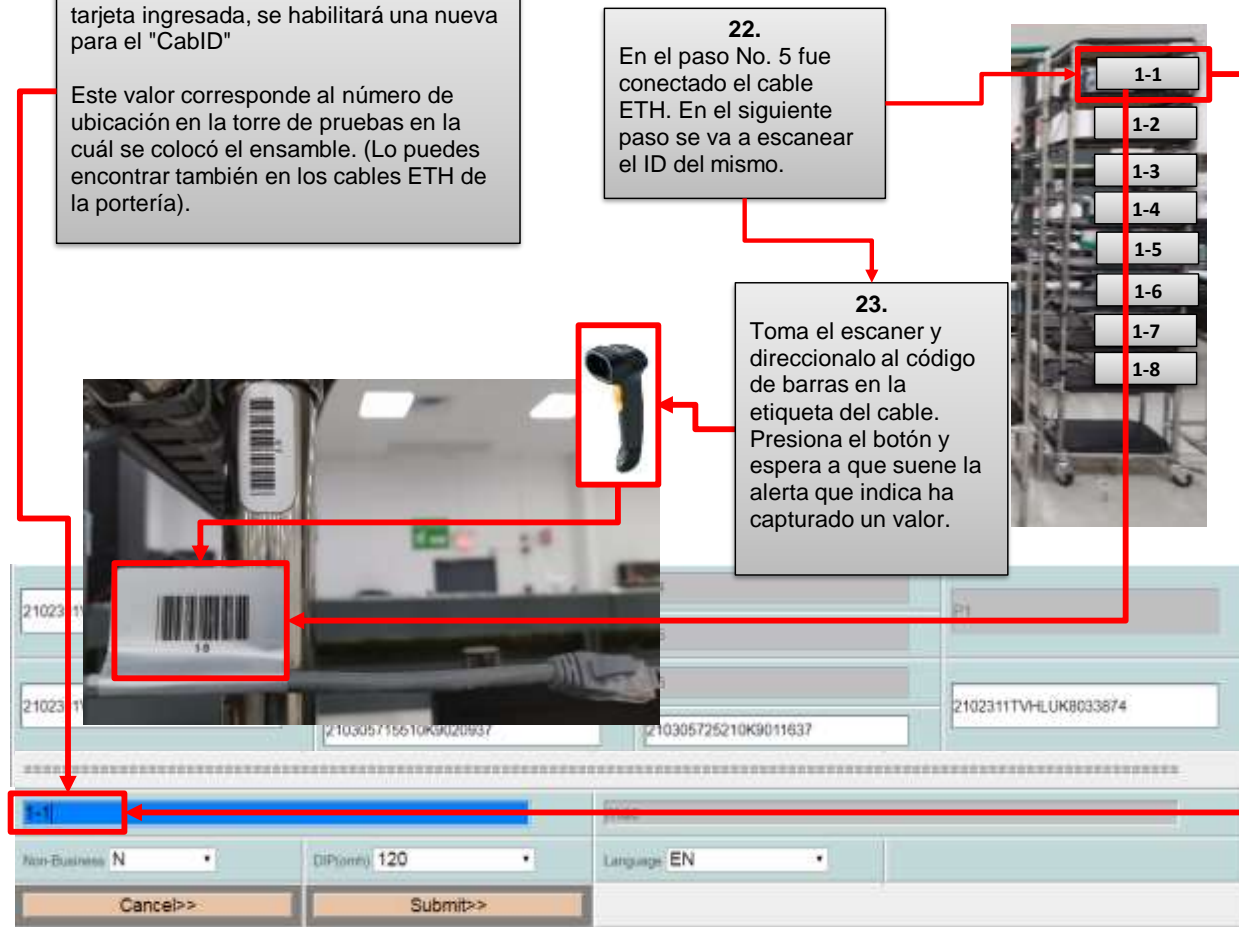 tarjeta ingresada, se habilitará una nueva
para el "CabID"
Este valor corresponde al número de
ubicación en la torre de pruebas en la
cuál se colocó el ensamble. (Lo puedes
encontrar también en los cables ETH de
la portería).
22.
En el paso No. 5 fue
conectado el cable
ETH. En el siguiente
paso se va a escanear
el ID del mismo.
1-1
1-2
1-3
1-4
1-5
1-6
1-7
1-8
23.
Toma el escaner y
direccionalo al código
de barras en la
etiqueta del cable.
Presiona el botón y
espera a que suene la
alerta que indica ha
capturado un valor.
P1
2102311TVHLUK8033874
210305715510K9020937
210305725210K9011637
1-1
Non-Business N
DIP(omh) 120
Language EN
Cancel>>
Submit>>